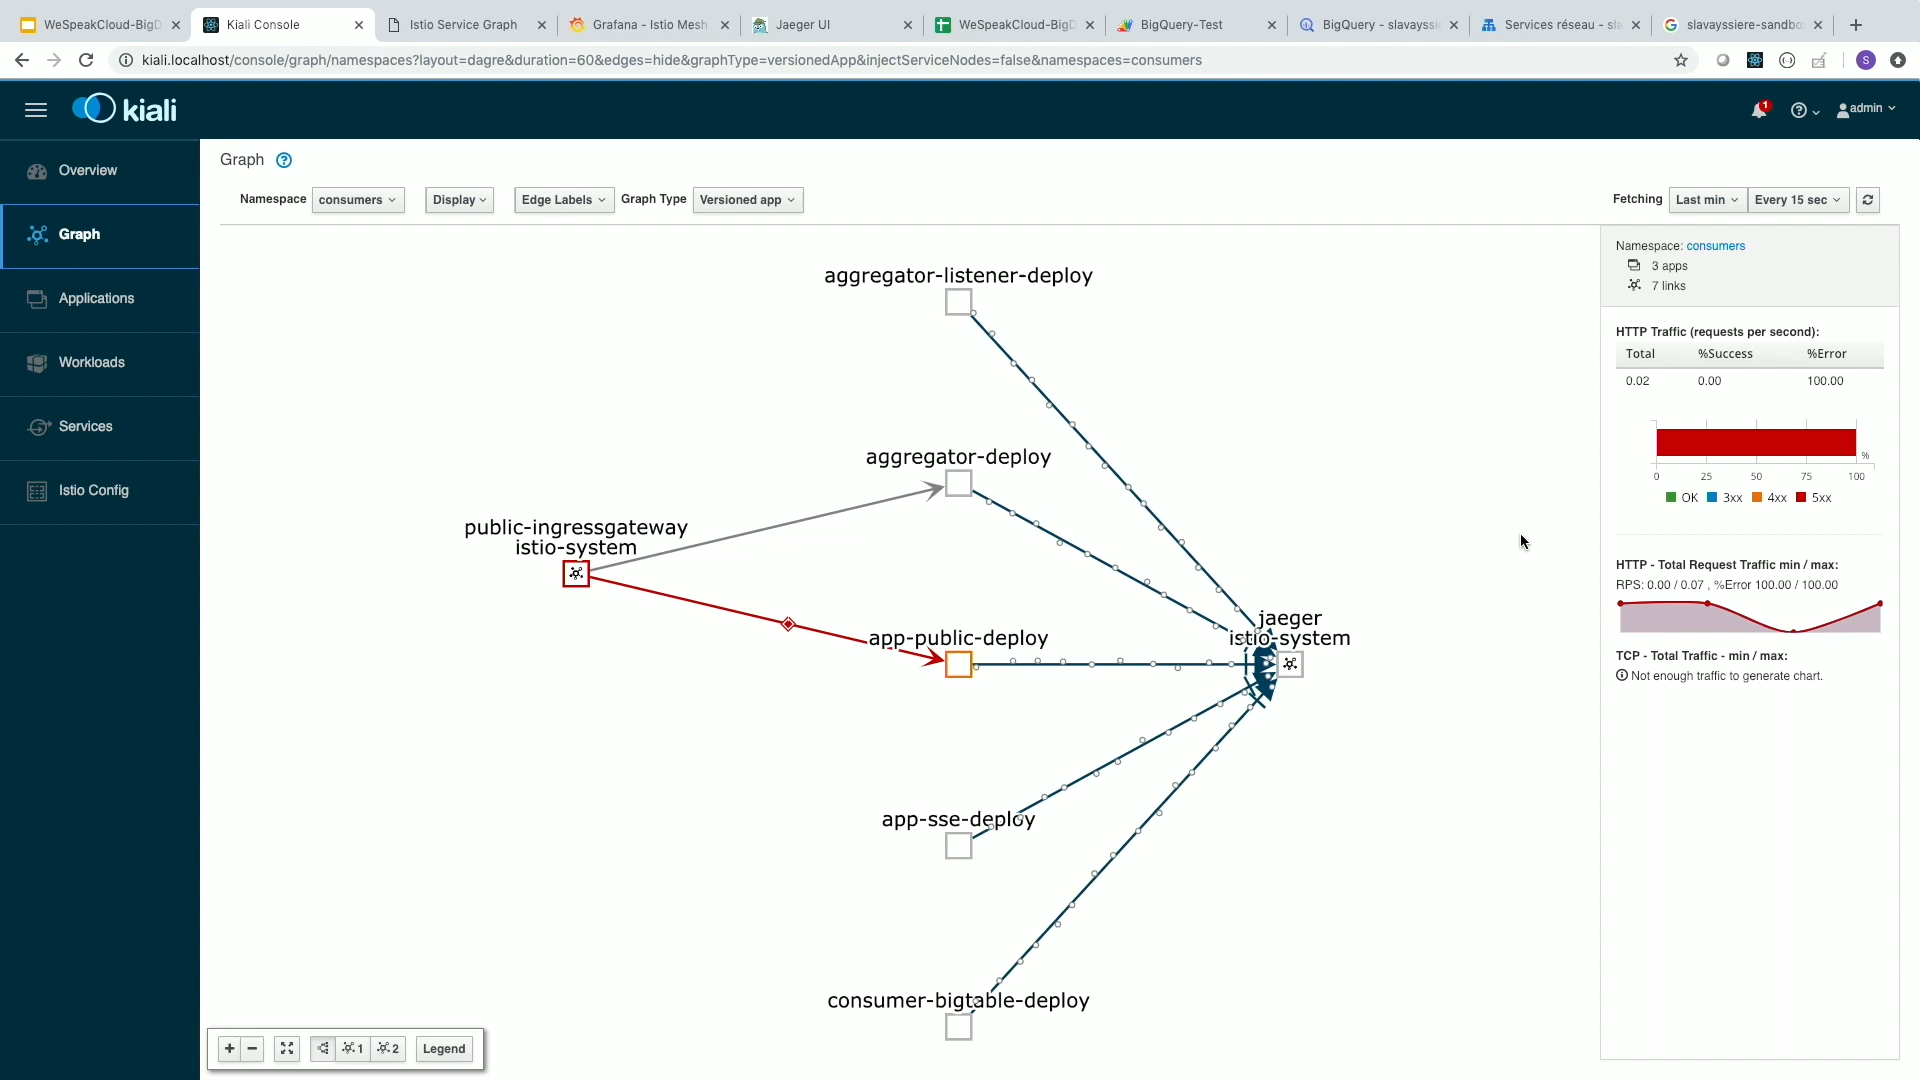 WeSpeakCloud-BigD
Kiali Console
Istio Service Graph
Grafana - Istio Mesh
Jaeger UI
WeSpeakCloud-BigD
BigQuery-Test
BigQuery - slavayssi
Services réseau - sla
slavayssiere-sandbo
kiali.localhost/console/graph/namespaces?layout=dagre&duration=60&edges=hide&graphType=versionedApp&injectServiceNodes=false&namespaces=consumers
S
kiali
1
admin
Overview
Graph
Applications
Workloads
Services
Istio Config
Graph
Namespace consumers Display Edge Labels Graph Type Versioned app
Fetching Last min Every 15 sec
aggregator-listener-deploy
aggregator-deploy
public-ingressgateway
istio-system
app-public-deploy
jaeger
istio-system
app-sse-deploy
consumer-bigtable-deploy
1
2
Legend
Namespace: consumers
3 apps
7 links
HTTP Traffic (requests per second):
Total %Success %Error
0.02 0.00 100.00
%
0 25 50 75 100
OK 3xx 4xx 5xx
HTTP - Total Request Traffic min / max:
RPS: 0.00 / 0.07 , %Error 100.00 / 100.00
TCP - Total Traffic - min / max:
Not enough traffic to generate chart.